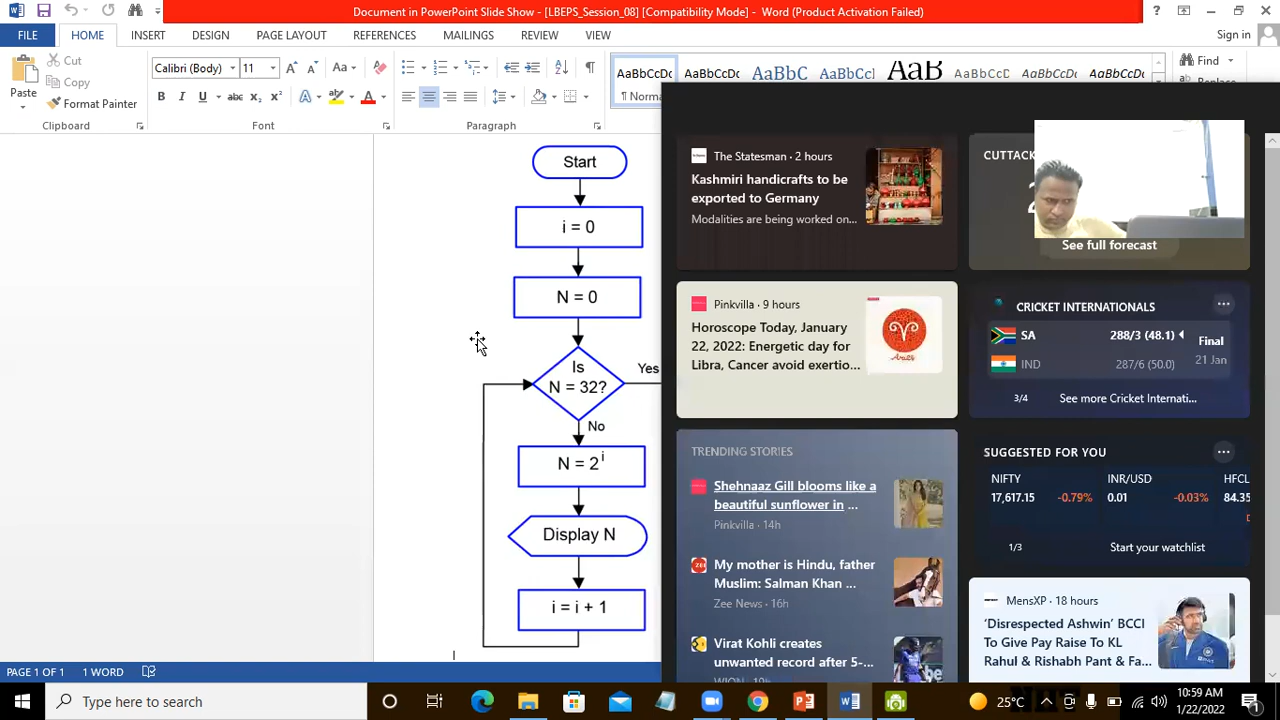 Document in PowerPoint Slide Show - [LBEPS_Session_08] [Compatibility Mode] - Word (Product Activation Failed)
FILE HOME INSERT DESIGN PAGE LAYOUT REFERENCES MAILINGS REVIEW VIEW Sign in
Cut
Copy
Format Painter
Paste
Calibri (Body) 11
AaBbCcDc AaBbCcDc AaBbC AaBbCc AaB AaBbCcD AaBbCcD AaBbCcD
¶ Norma
Find
Replace
Clipboard Font Paragraph
Start
i = 0
N = 0
Is
N = 32?
Yes
No
N = 2 i
Display N
i = i + 1
The Statesman • 2 hours
Kashmiri handicrafts to be
exported to Germany
Modalities are being worked on...
CUTTACK
See full forecast
Pinkvilla • 9 hours
Horoscope Today, January
22, 2022: Energetic day for
Libra, Cancer avoid exertio...
CRICKET INTERNATIONALS
SA 288/3 (48.1)
IND 287/6 (50.0)
Final
21 Jan
3/4 See more Cricket Internati...
TRENDING STORIES
Shehnaaz Gill blooms like a
beautiful sunflower in ...
Pinkvilla • 14h
My mother is Hindu, father
Muslim: Salman Khan ...
Zee News • 16h
Virat Kohli creates
unwanted record after 5-...
WION
SUGGESTED FOR YOU
NIFTY INR/USD HFCL
17,617.15 -0.79% 0.01 -0.03% 84.35
1/3 Start your watchlist
MensXP • 18 hours
‘Disrespected Ashwin’ BCCI
To Give Pay Raise To KL
Rahul & Rishabh Pant & Fa...
PAGE 1 OF 1 1 WORD
Type here to search
25°C
10:59 AM
1/22/2022